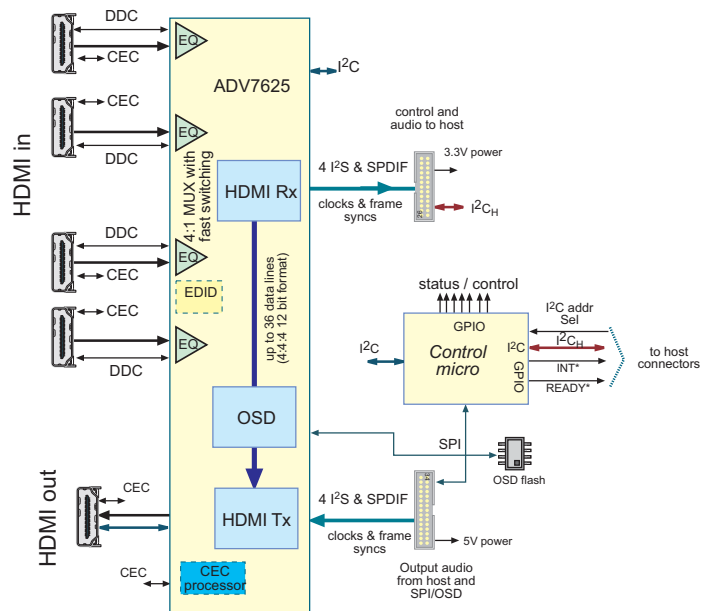 HDMI in
DDC
CEC
EQ
CEC
DDC
EQ
DDC
CEC
EQ
CEC
DDC
EQ
ADV7625
I²C
4:1 MUX with
fast switching
EDID
HDMI Rx
up to 36 data lines
(4:4:4 12 bit format)
OSD
HDMI Tx
CEC
processor
CEC
HDMI out
CEC
control and
audio to host
4 I²S & SPDIF
clocks & frame
syncs
26
3.3V power
I²CH
status / control
GPIO
Control
micro
I²C
I²C
GPIO
I²C addr
Sel
I²CH
INT*
READY*
to host
connectors
SPI
OSD flash
34
4 I²S & SPDIF
clocks & frame
syncs
5V power
Output audio
from host and
SPI/OSD